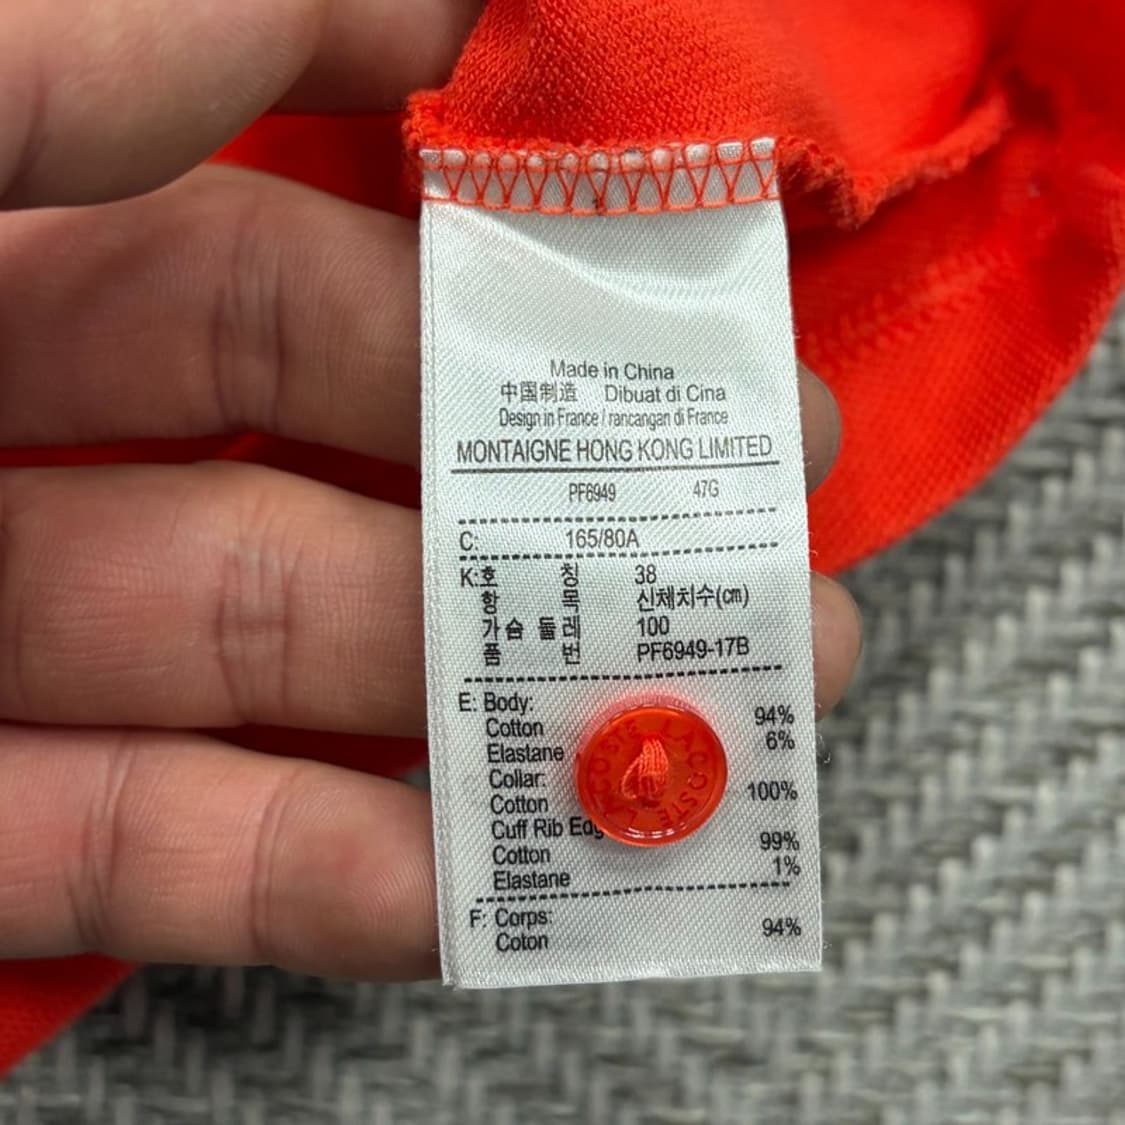 Made in China
中国制造 Dibuat di Cina
Design in France / rancangan di France
MONTAIGNE HONG KONG LIMITED
PF6949 47G
C: 165/80A
K:호 칭 38
항 목 신체치수(cm)
가슴 둘레 100
품 번 PF6949-17B
E: Body:
Cotton 94%
Elastane 6%
Collar:
Cotton 100%
Cuff Rib Edg
Cotton 99%
Elastane 1%
F: Corps:
Coton 94%
LACOSTE LACOSTE